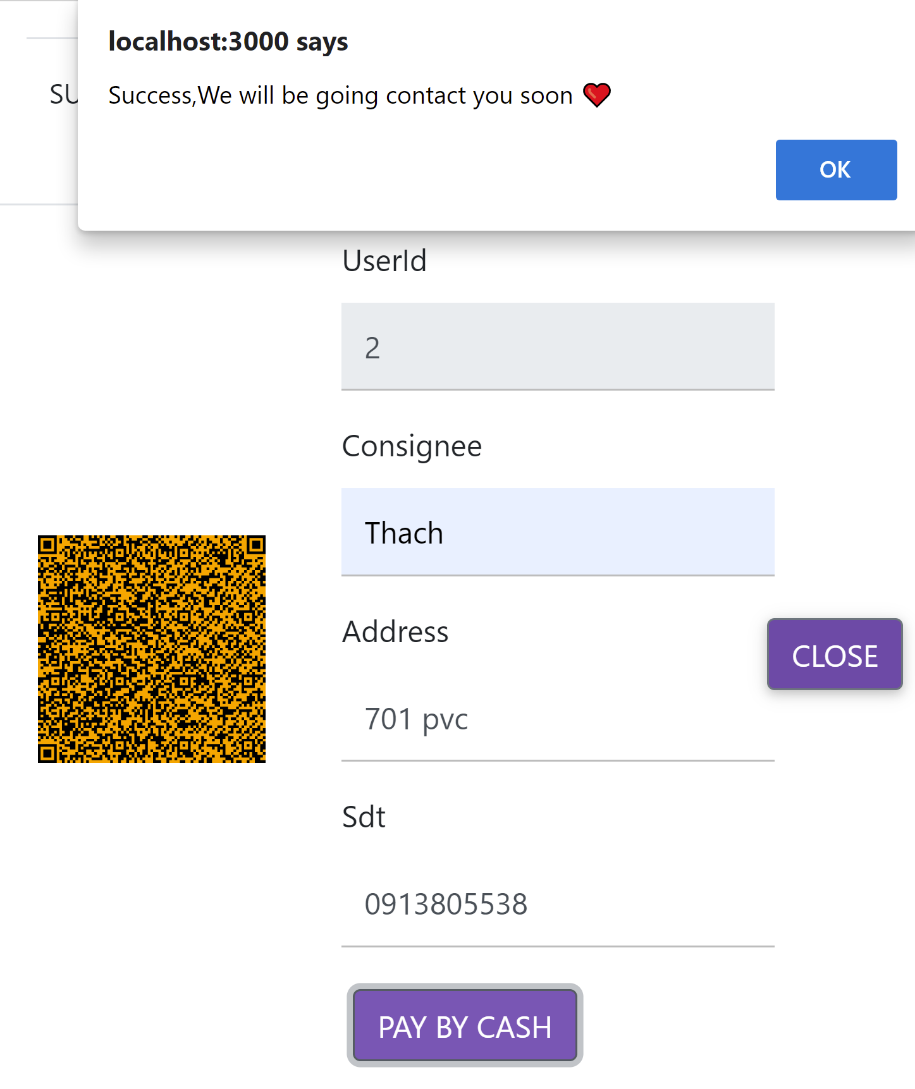 localhost:3000 says
Success,We will be going contact you soon ❤️
OK
SU
UserId
2
Consignee
Thach
Address
701 pvc
CLOSE
Sdt
0913805538
PAY BY CASH